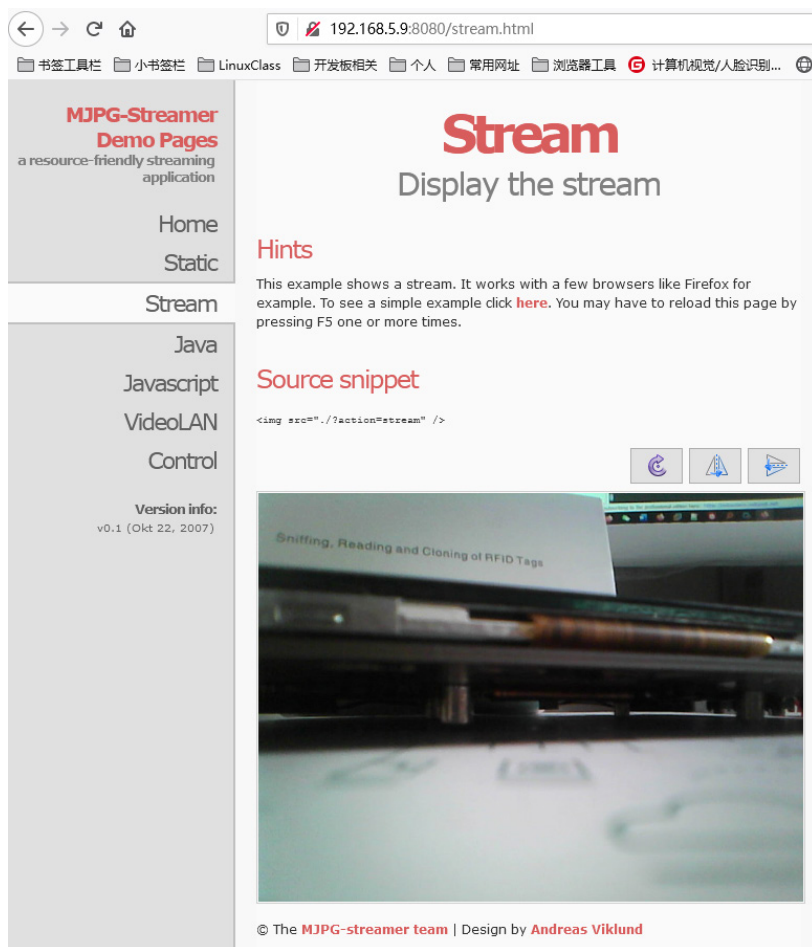 192.168.5.9:8080/stream.html
书签工具栏 小书签栏 LinuxClass 开发板相关 个人 常用网址 浏览器工具 计算机视觉/人脸识别...
MJPG-Streamer
Demo Pages
a resource-friendly streaming
application
Home
Static
Stream
Java
Javascript
VideoLAN
Control
Version info:
v0.1 (Okt 22, 2007)
Stream
Display the stream
Hints
This example shows a stream. It works with a few browsers like Firefox for
example. To see a simple example click here. You may have to reload this page by
pressing F5 one or more times.
Source snippet
<img src="./?action=stream" />
Sniffing, Reading and Cloning of RFID Tags
© The MJPG-streamer team | Design by Andreas Viklund